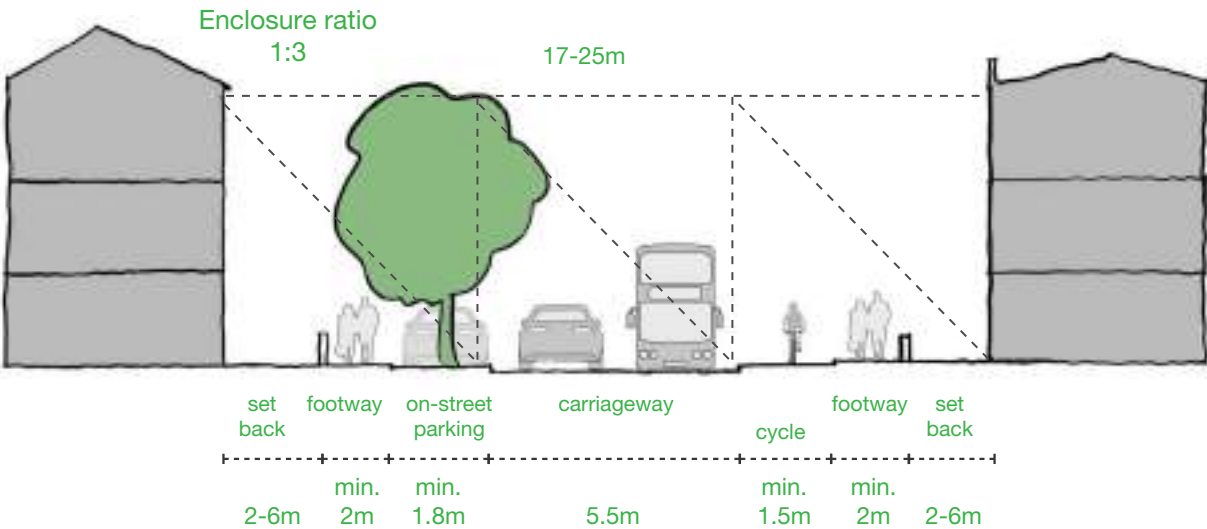 Enclosure ratio
1:3
17-25m
set back
footway
on-street parking
carriageway
cycle
footway
set back
2-6m
min. 2m
min. 1.8m
5.5m
min. 1.5m
min. 2m
2-6m